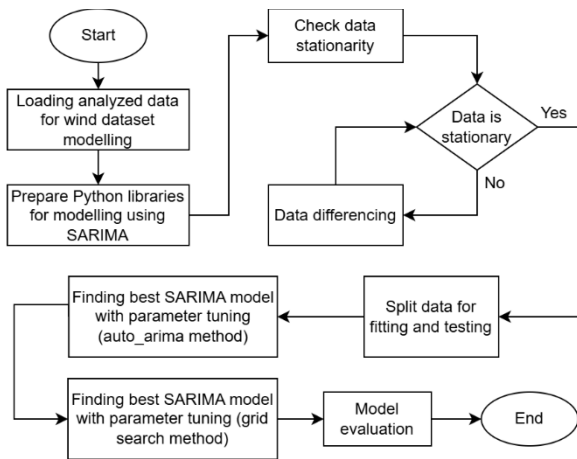 Start
Loading analyzed data
for wind dataset
modelling
Prepare Python libraries
for modelling using
SARIMA
Check data
stationarity
Data is
stationary
Yes
No
Data differencing
Split data for
fitting and testing
Finding best SARIMA model
with parameter tuning
(auto_arima method)
Finding best SARIMA model
with parameter tuning (grid
search method)
Model
evaluation
End